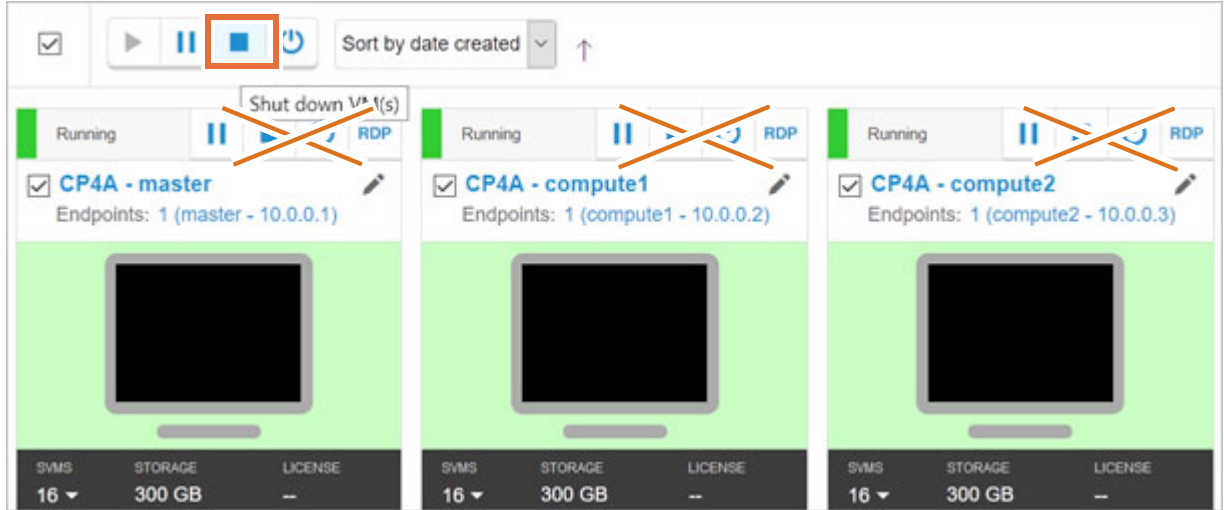 Sort by date created
Shut down VM(s)
Running RDP
CP4A - master
Endpoints: 1 (master - 10.0.0.1)
SVMS STORAGE LICENSE
16 300 GB --
Running RDP
CP4A - compute1
Endpoints: 1 (compute1 - 10.0.0.2)
SVMS STORAGE LICENSE
16 300 GB --
Running RDP
CP4A - compute2
Endpoints: 1 (compute2 - 10.0.0.3)
SVMS STORAGE LICENSE
16 300 GB --